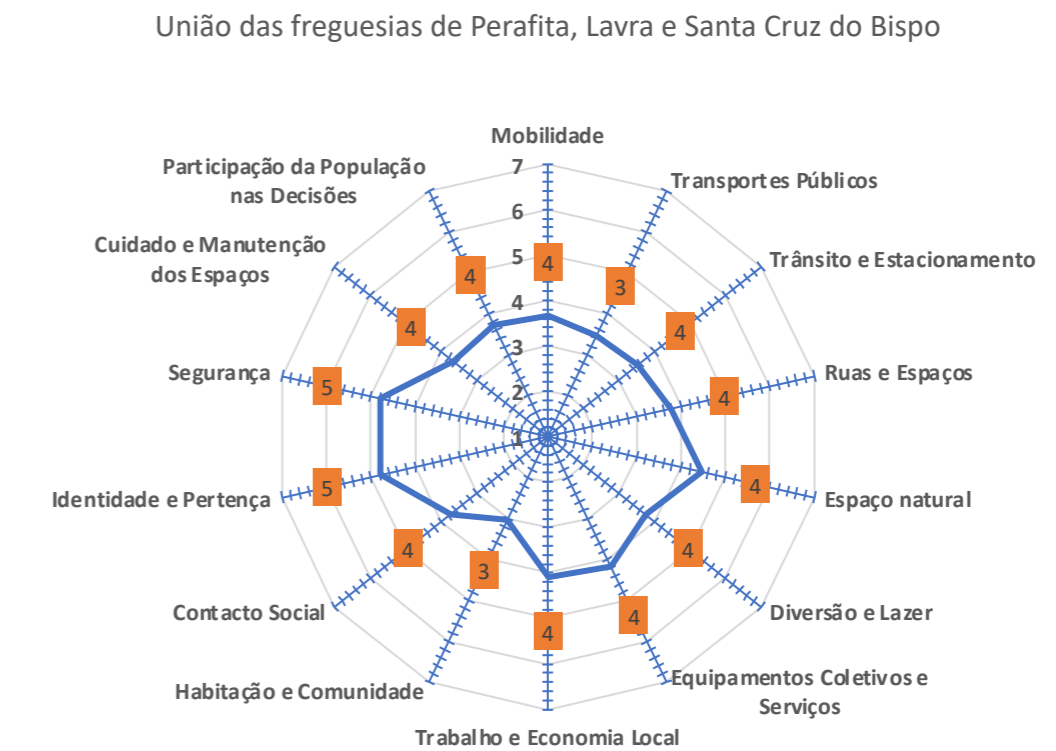 União das freguesias de Perafita, Lavra e Santa Cruz do Bispo
Mobilidade
Transportes Públicos
Trânsito e Estacionamento
Ruas e Espaços
Espaço natural
Diversão e Lazer
Equipamentos Coletivos e
Serviços
Trabalho e Economia Local
Habitação e Comunidade
Contacto Social
Identidade e Pertença
Segurança
Cuidado e Manutenção
dos Espaços
Participação da População
nas Decisões
7
6
5
4
3
2
1
4
3
4
4
4
4
4
4
3
4
5
5
4
4